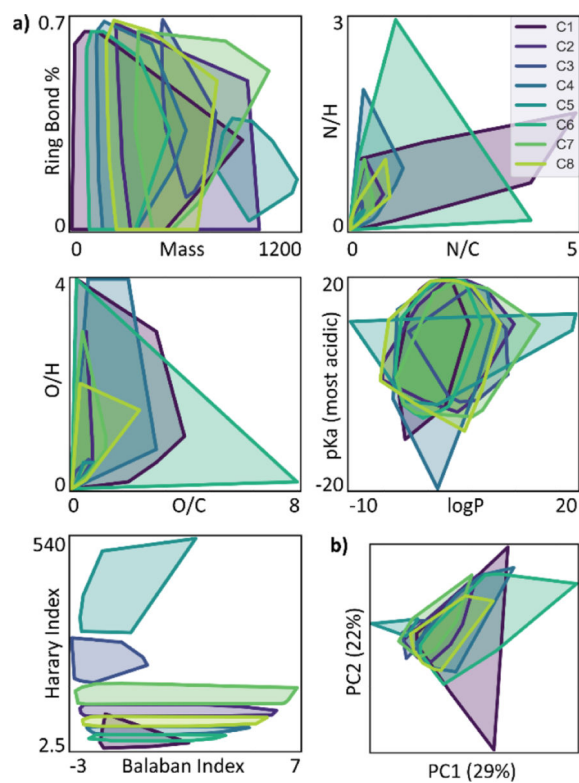 a)
0.7
Ring Bond %
0
0
Mass
1200
3
N/H
0
0
N/C
5
C1
C2
C3
C4
C5
C6
C7
C8
4
O/H
0
0
O/C
8
20
pKa (most acidic)
-20
-10
logP
20
540
Harary Index
2.5
-3
Balaban Index
7
b)
PC2 (22%)
PC1 (29%)